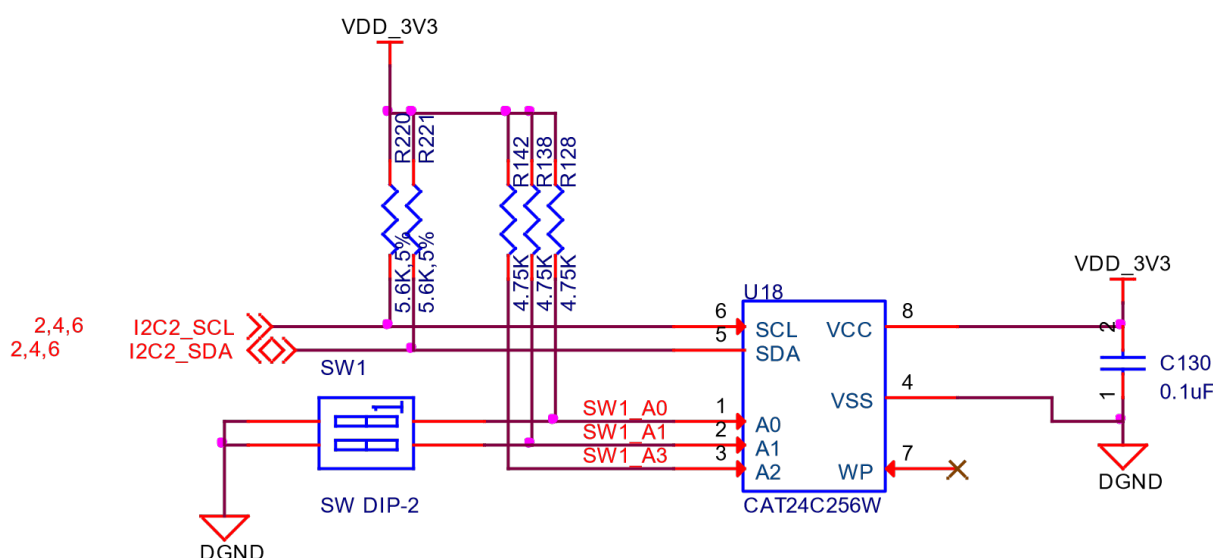 VDD_3V3
R220
R221
R142
R138
R128
5.6K,5%
5.6K,5%
4.75K
4.75K
4.75K
VDD_3V3
U18
2,4,6 I2C2_SCL 6 SCL VCC 8
2,4,6 I2C2_SDA 5 SDA
2
C130
0.1uF
1
SW1
VSS 4
1
SW1_A0 1 A0
SW1_A1 2 A1
SW1_A3 3 A2 WP 7
DGND
SW DIP-2
CAT24C256W
DGND